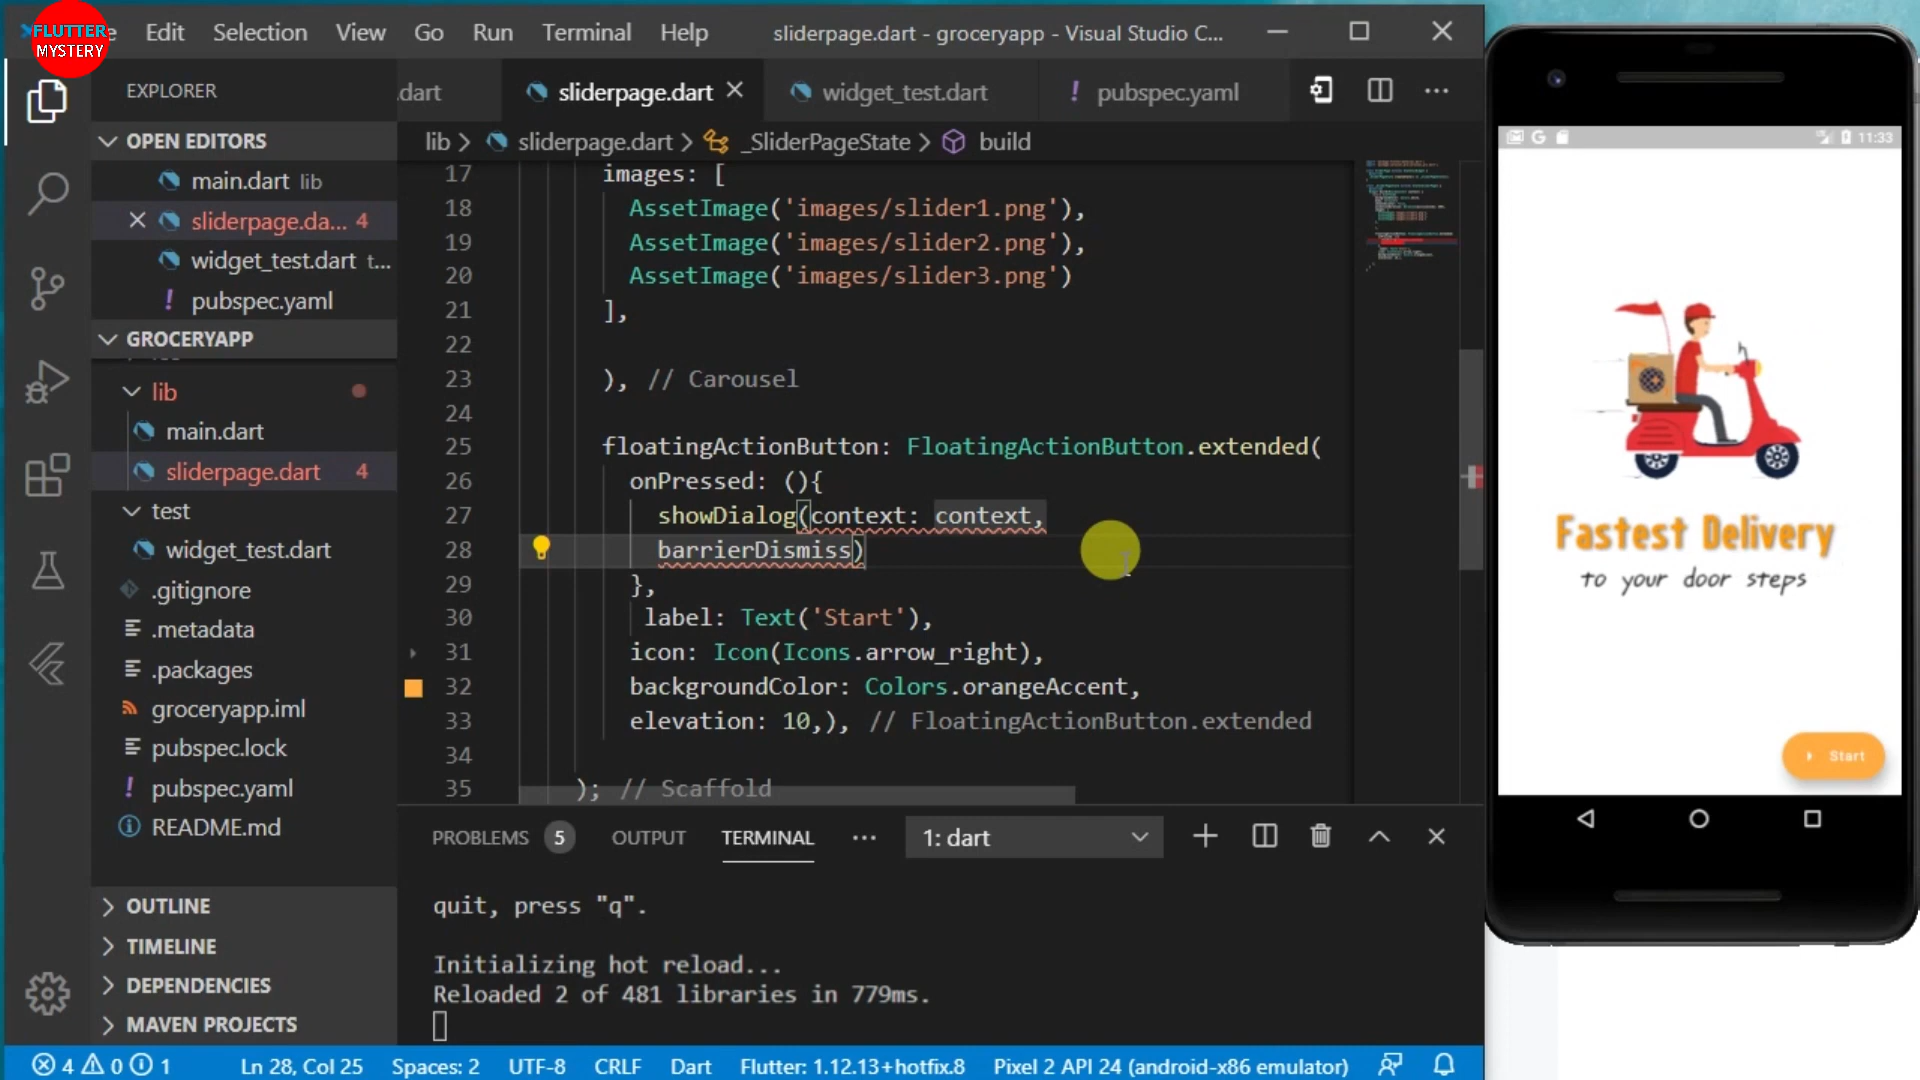 FLUTTER
MYSTERY
Edit Selection View Go Run Terminal Help
sliderpage.dart - groceryapp - Visual Studio C...
EXPLORER
OPEN EDITORS
main.dart lib
sliderpage.da... 4
widget_test.dart t...
! pubspec.yaml
GROCERYAPP
lib
main.dart
sliderpage.dart 4
test
widget_test.dart
.gitignore
.metadata
.packages
groceryapp.iml
pubspec.lock
! pubspec.yaml
README.md
OUTLINE
TIMELINE
DEPENDENCIES
MAVEN PROJECTS
.dart
sliderpage.dart
widget_test.dart
! pubspec.yaml
lib > sliderpage.dart > _SliderPageState > build
17 images: [
18 AssetImage('images/slider1.png'),
19 AssetImage('images/slider2.png'),
20 AssetImage('images/slider3.png')
21 ],
22
23 ), // Carousel
24
25 floatingActionButton: FloatingActionButton.extended(
26 onPressed: (){
27 showDialog(context: context,
28 barrierDismiss)
29 },
30 label: Text('Start'),
31 icon: Icon(Icons.arrow_right),
32 backgroundColor: Colors.orangeAccent,
33 elevation: 10,), // FloatingActionButton.extended
34
35 ); // Scaffold
PROBLEMS 5 OUTPUT TERMINAL ... 1: dart
quit, press "q".
Initializing hot reload...
Reloaded 2 of 481 libraries in 779ms.
4 0 1 Ln 28, Col 25 Spaces: 2 UTF-8 CRLF Dart Flutter: 1.12.13+hotfix.8 Pixel 2 API 24 (android-x86 emulator)
G 11:33
Fastest Delivery
to your door steps
Start